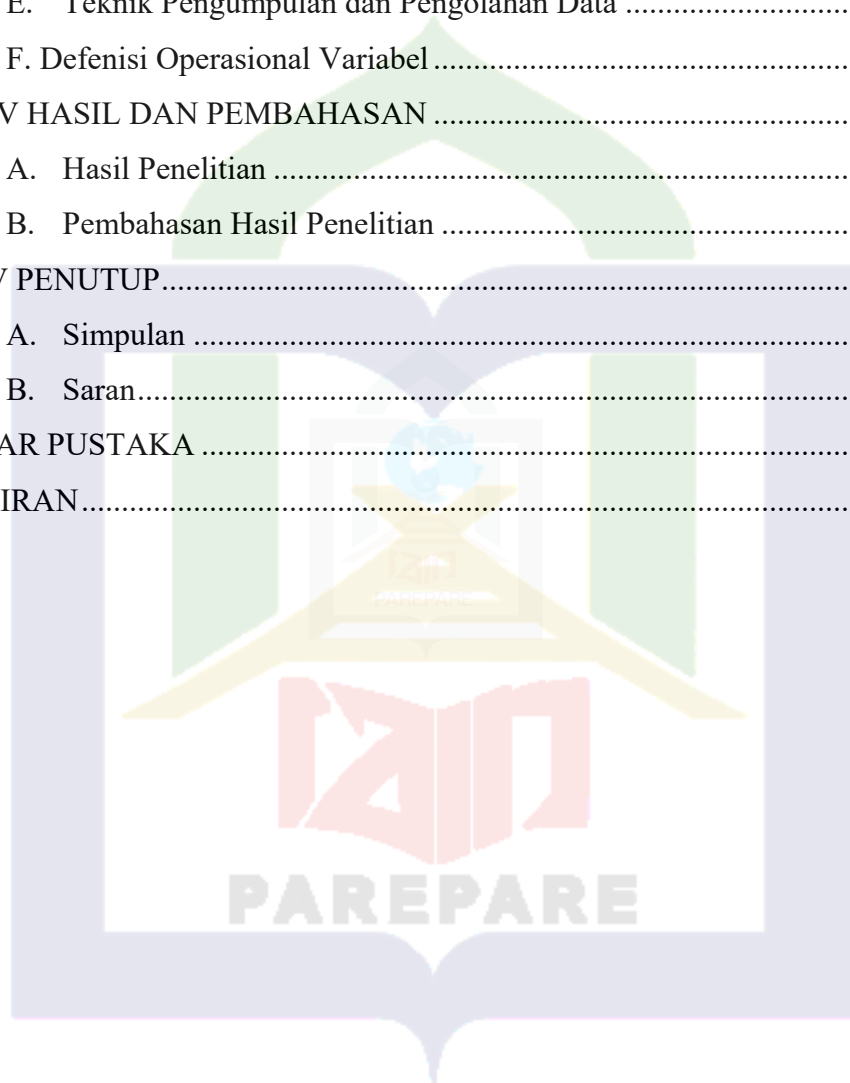 E. Teknik Pengumpulan dan Pengolahan Data ............................
F. Defenisi Operasional Variabel ....................................................
V HASIL DAN PEMBAHASAN ....................................................
A. Hasil Penelitian ........................................................................
B. Pembahasan Hasil Penelitian ...................................................
V PENUTUP.......................................................................................
A. Simpulan ..................................................................................
B. Saran.........................................................................................
AR PUSTAKA ..................................................................................
IRAN.................................................................................................
PAREPARE
PAREPARE